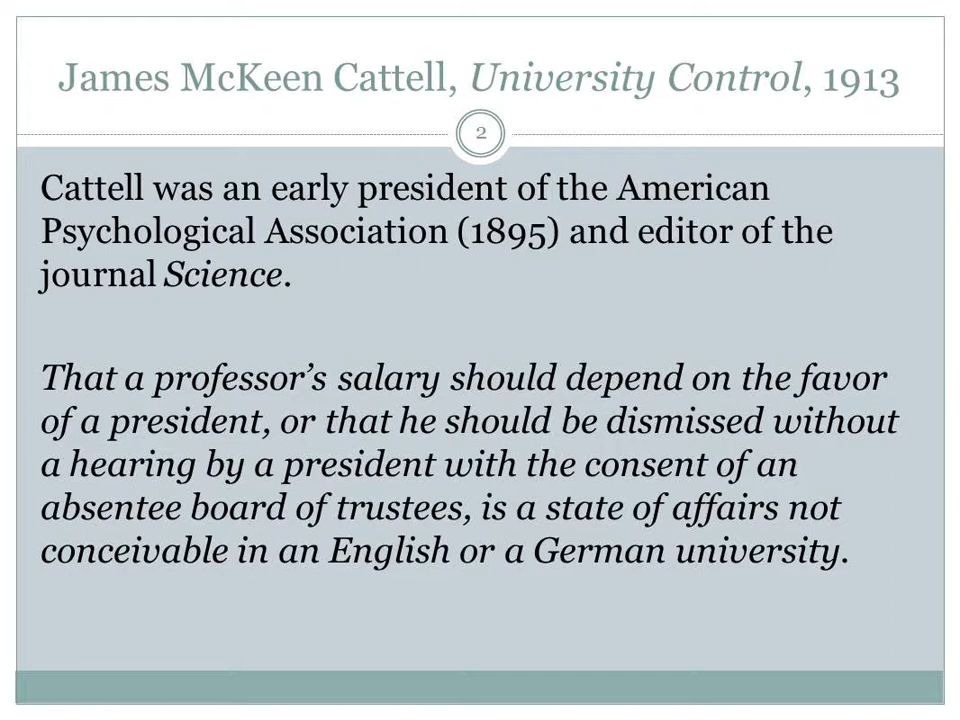 James McKeen Cattell, University Control, 1913
2
Cattell was an early president of the American
Psychological Association (1895) and editor of the
journal Science.
That a professor’s salary should depend on the favor
of a president, or that he should be dismissed without
a hearing by a president with the consent of an
absentee board of trustees, is a state of affairs not
conceivable in an English or a German university.